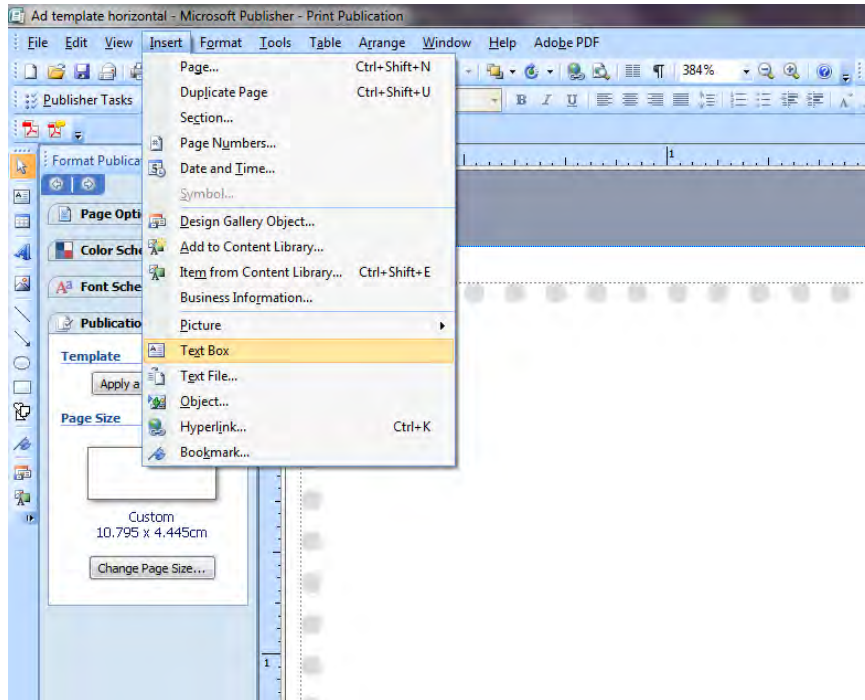 Ad template horizontal - Microsoft Publisher - Print Publication
File Edit View Insert Format Tools Table Arrange Window Help Adobe PDF
384%
Publisher Tasks
B I U
Page... Ctrl+Shift+N
Duplicate Page Ctrl+Shift+U
Section...
Page Numbers...
Date and Time...
Symbol...
Design Gallery Object...
Add to Content Library...
Item from Content Library... Ctrl+Shift+E
Business Information...
Picture
Text Box
Text File...
Object...
Hyperlink... Ctrl+K
Bookmark...
Format Publica
Page Opti
Color Sche
Font Sche
Publicatio
Template
Apply a
Page Size
Custom
10.795 x 4.445cm
Change Page Size...
1
1